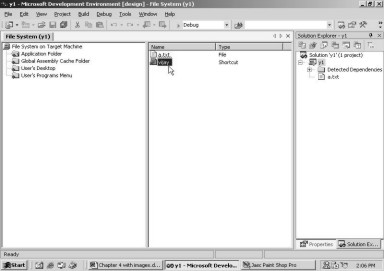 y1 - Microsoft Development Environment [design] - File System (y1)
File Edit View Project Build Debug Tools Window Help
Debug
File System (y1)
File System on Target Machine
Application Folder
Global Assembly Cache Folder
User's Desktop
User's Programs Menu
Name Type
a.txt File
vijay Shortcut
Solution Explorer - y1
Solution 'y1' (1 project)
y1
Detected Dependencies
a.txt
Properties Solution Ex...
Ready
Start Chapter 4 with images.d... y1 - Microsoft Develo... Jasc Paint Shop Pro 2:06 PM